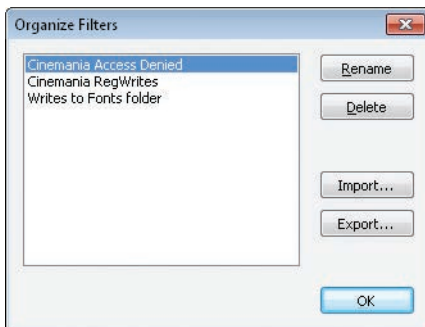 Organize Filters
Cinemania Access Denied
Cinemania RegWrites
Writes to Fonts folder
Rename
Delete
Import...
Export...
OK